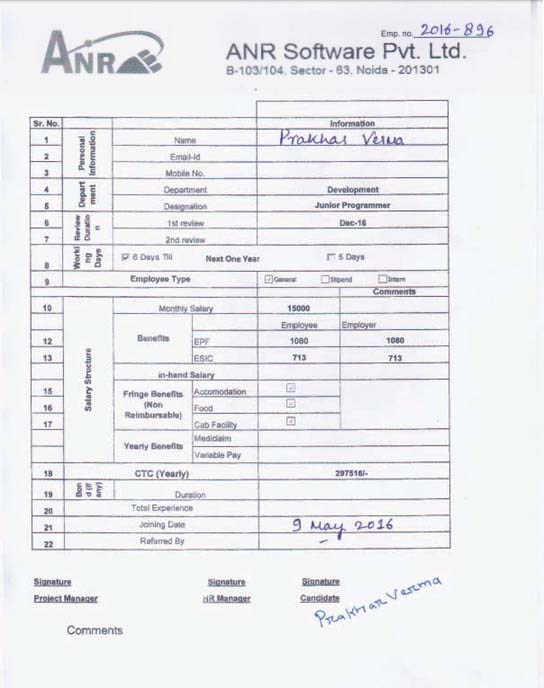 ANR
Emp. no. 2016-896
ANR Software Pvt. Ltd.
B-103/104, Sector - 63, Noida - 201301
Sr. No. Information
Personal Information
1 Name Prakhar Verma
2 Email-Id
3 Mobile No.
Depart ment
4 Department Development
5 Designation Junior Programmer
Review Duratio n
6 1st review Dec-16
7 2nd review
8 Worki ng Days 6 Days Till Next One Year 5 Days
9 Employee Type General Stipend Intern
Comments
Salary Structure
10 Monthly Salary 15000
Benefits Employee Employer
12 EPF 1080 1080
13 ESIC 713 713
in-hand Salary
Fringe Benefits (Non Reimbursable)
15 Accomodation
16 Food
17 Cab Facility
Yearly Benefits Mediclaim
Variable Pay
18 CTC (Yearly) 297516/-
19 Bon d (if any) Duration
20 Total Experience
21 Joining Date 9 May 2016
22 Referred By -
Signature Signature Signature
Project Manager HR Manager Candidate
Prakhar Verma
Comments